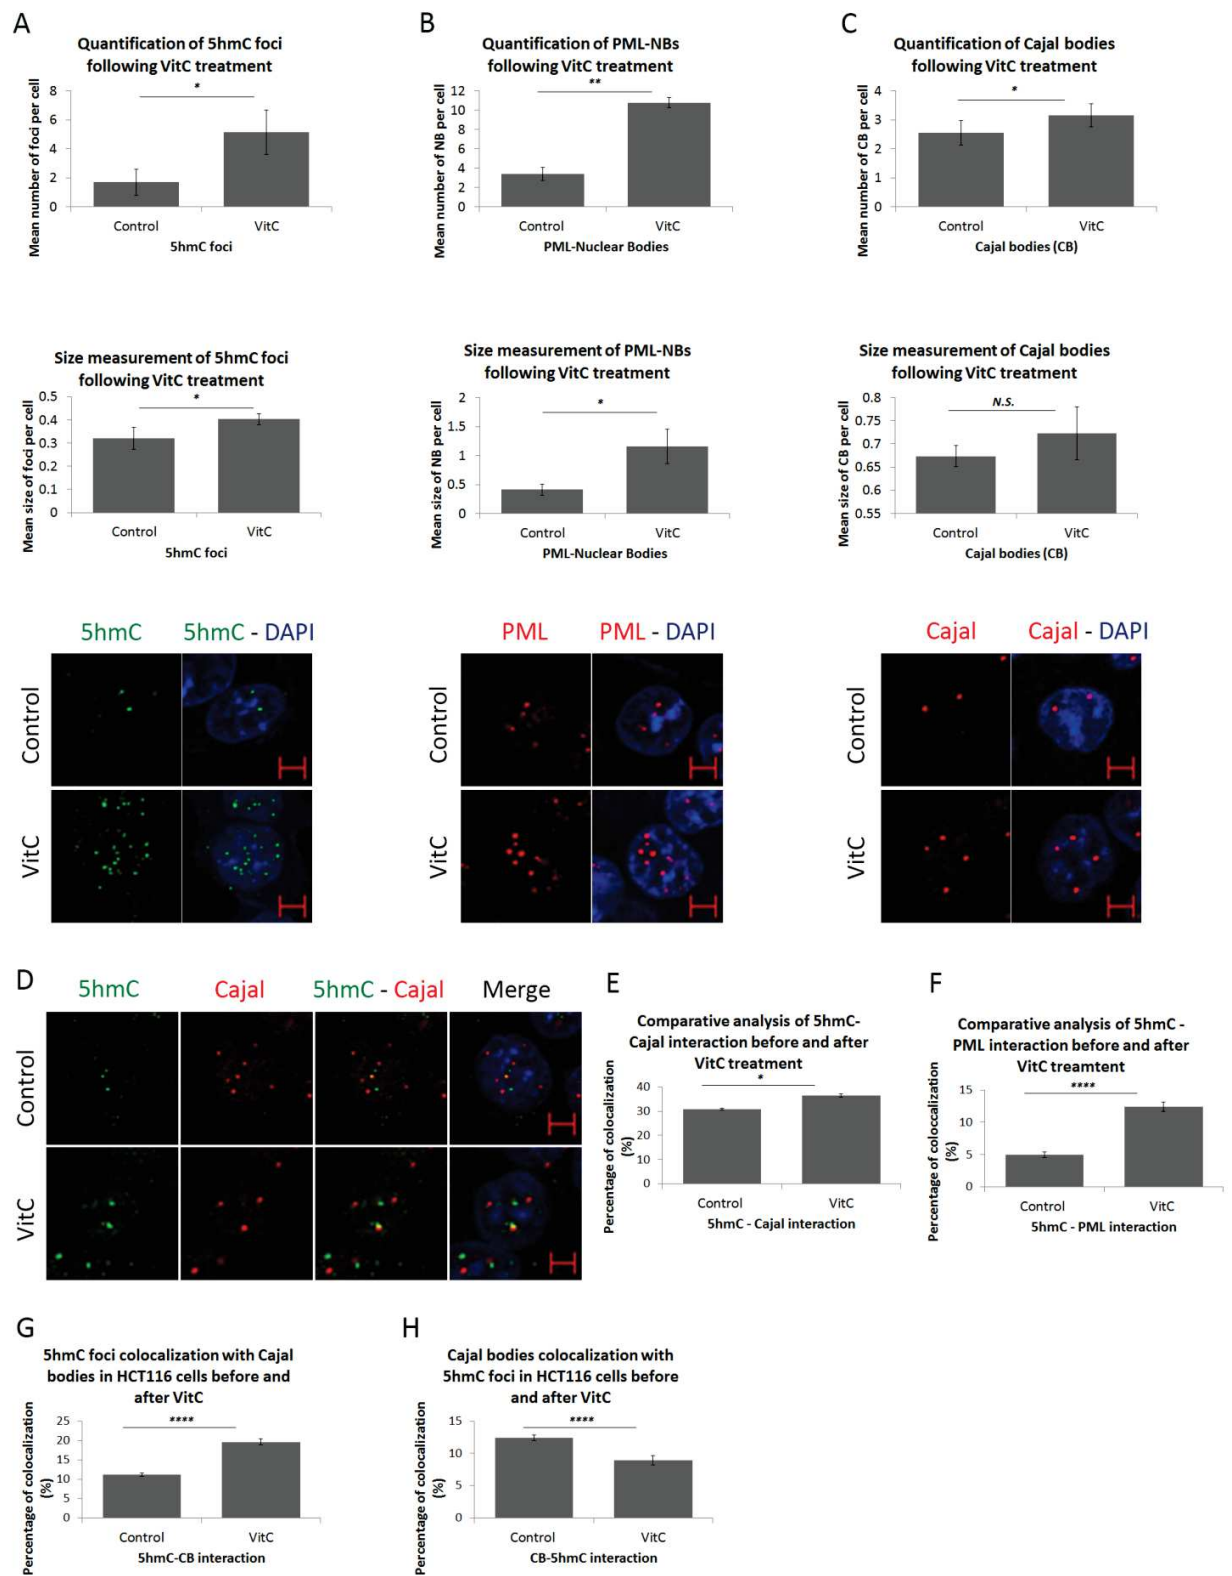 A
Quantification of 5hmC foci
following VitC treatment
Mean number of foci per cell
8
6
4
2
0
*
Control
VitC
5hmC foci
B
Quantification of PML-NBs
following VitC treatment
Mean number of NB per cell
12
10
8
6
4
2
0
**
Control
VitC
PML-Nuclear Bodies
C
Quantification of Cajal bodies
following VitC treatment
Mean number of CB per cell
4
3
2
1
0
*
Control
VitC
Cajal bodies (CB)
Size measurement of 5hmC foci
following VitC treatment
Mean size of foci per cell
0.5
0.4
0.3
0.2
0.1
0
*
Control
VitC
5hmC foci
Size measurement of PML-NBs
following VitC treatment
Mean size of NB per cell
2
1.5
1
0.5
0
*
Control
VitC
PML-Nuclear Bodies
Size measurement of Cajal bodies
following VitC treatment
Mean size of CB per cell
0.8
0.75
0.7
0.65
0.6
0.55
N.S.
Control
VitC
Cajal bodies (CB)
5hmC
5hmC - DAPI
Control
VitC
PML
PML - DAPI
Control
VitC
Cajal
Cajal - DAPI
Control
VitC
D
5hmC
Cajal
5hmC - Cajal
Merge
Control
VitC
E
Comparative analysis of 5hmC-
Cajal interaction before and after
VitC treatment
Percentage of colocalization
(%)
40
30
20
10
0
*
Control
VitC
5hmC - Cajal interaction
F
Comparative analysis of 5hmC -
PML interaction before and after
VitC treamtent
Percentage of coloccalization
(%)
15
10
5
0
****
Control
VitC
5hmC - PML interaction
G
5hmC foci colocalization with Cajal
bodies in HCT116 cells before and
after VitC
Percentage of colocalization
(%)
25
20
15
10
5
0
****
Control
VitC
5hmC-CB interaction
H
Cajal bodies colocalization with
5hmC foci in HCT116 cells before
and after VitC
Percentage of colocalization
(%)
15
10
5
0
****
Control
VitC
CB-5hmC interaction